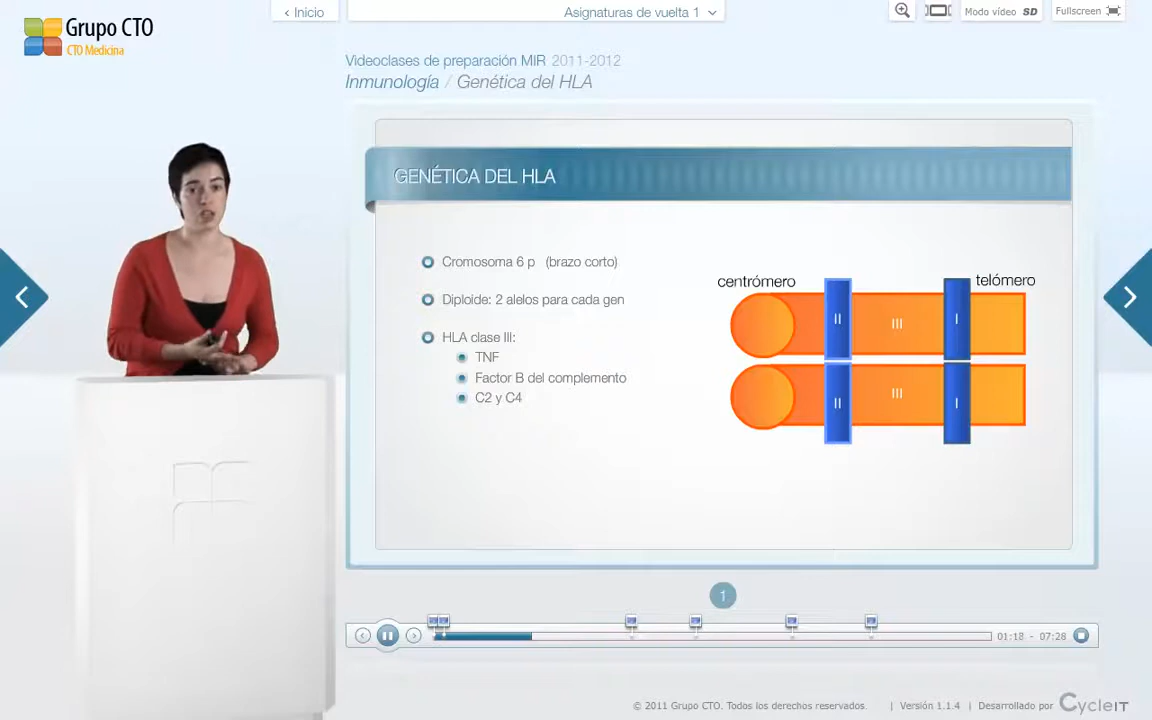 Grupo CTO
CTO Medicina
‹ Inicio
Asignaturas de vuelta 1
Modo vídeo SD
Fullscreen
Videoclases de preparación MIR 2011-2012
Inmunología / Genética del HLA
GENÉTICA DEL HLA
Cromosoma 6 p (brazo corto)
Diploide: 2 alelos para cada gen
HLA clase III:
TNF
Factor B del complemento
C2 y C4
centrómero
telómero
II
III
I
II
III
I
1
01:18 - 07:28
© 2011 Grupo CTO. Todos los derechos reservados. | Versión 1.1.4 | Desarrollado por CycleIT